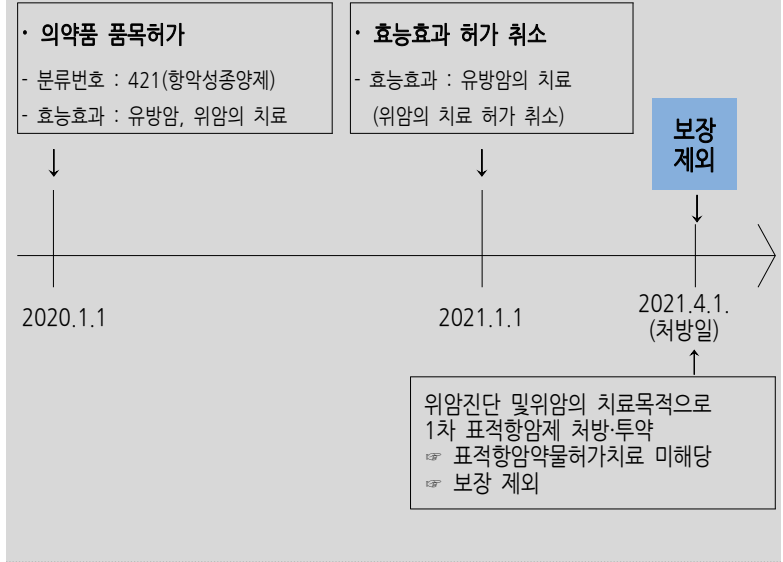 · 의약품 품목허가
- 분류번호 : 421(항악성종양제)
- 효능효과 : 유방암, 위암의 치료
· 효능효과 허가 취소
- 효능효과 : 유방암의 치료
(위암의 치료 허가 취소)
보장
제외
2020.1.1
2021.1.1
2021.4.1.
(처방일)
위암진단 및위암의 치료목적으로
1차 표적항암제 처방·투약
☞ 표적항암약물허가치료 미해당
☞ 보장 제외